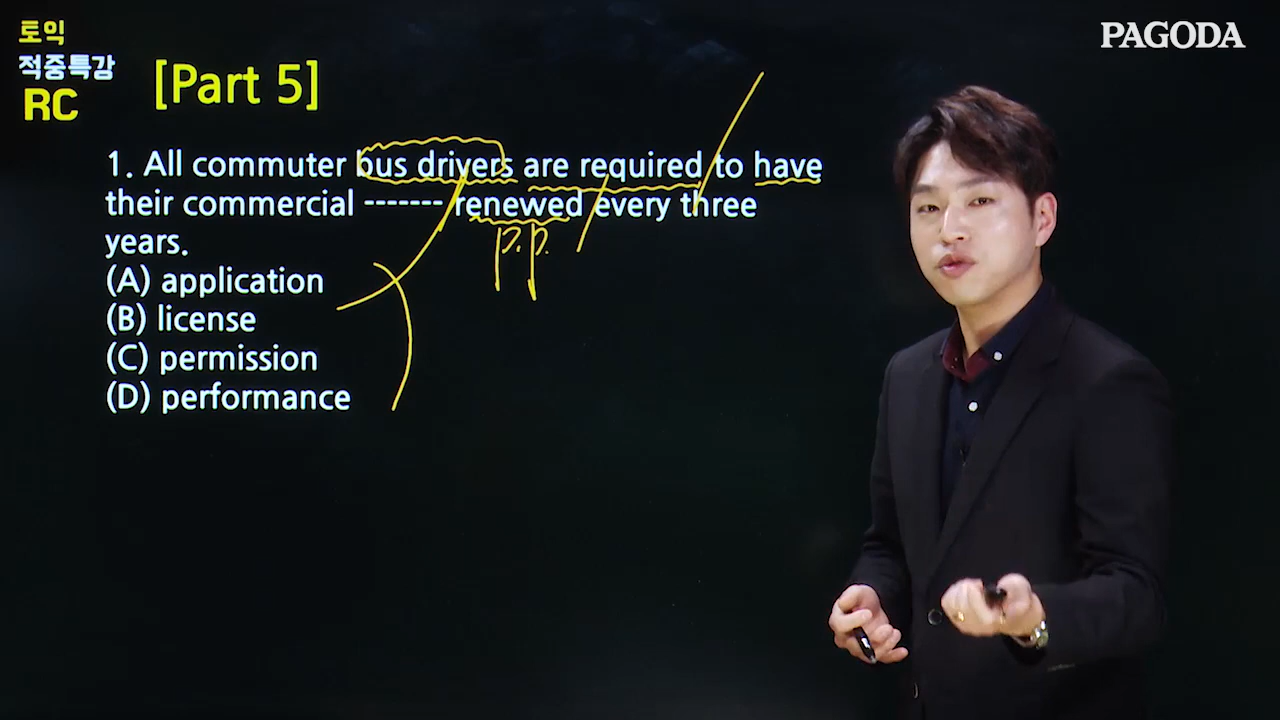 토익
적중특강
RC
[Part 5]
PAGODA
1. All commuter bus drivers are required to have
their commercial ------- renewed every three
years.
p.p.
(A) application
(B) license
(C) permission
(D) performance